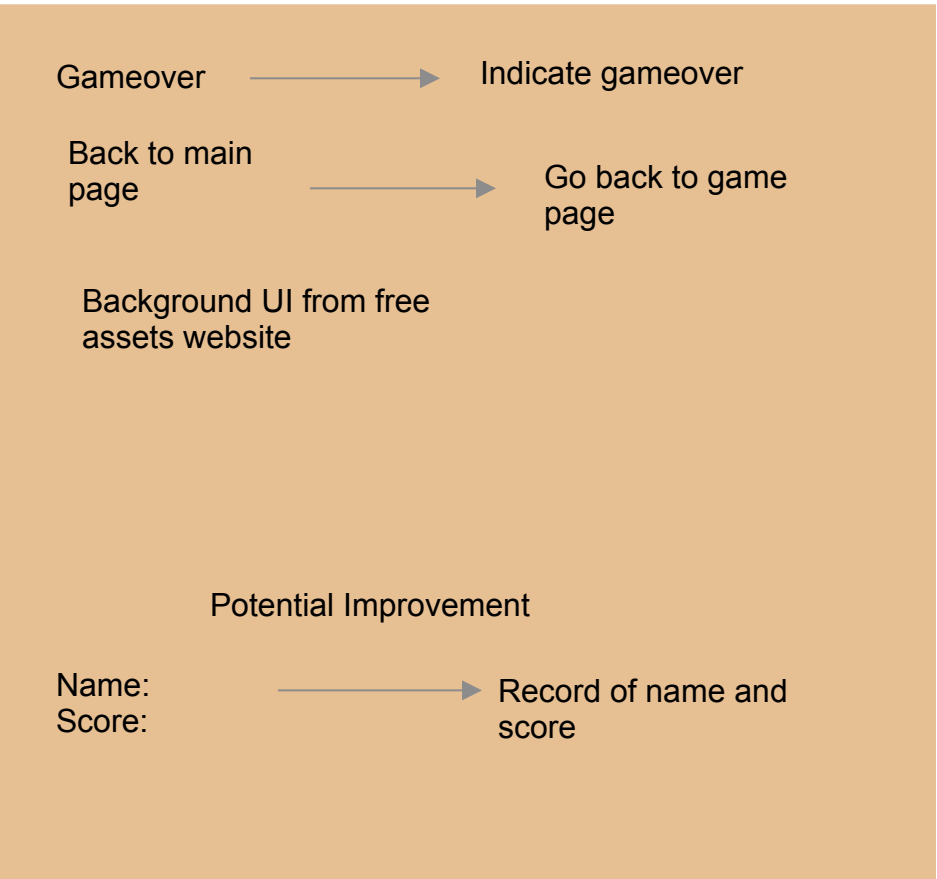 Gameover
Indicate gameover
Back to main
page
Go back to game
page
Background UI from free
assets website
Potential Improvement
Name:
Score:
Record of name and
score